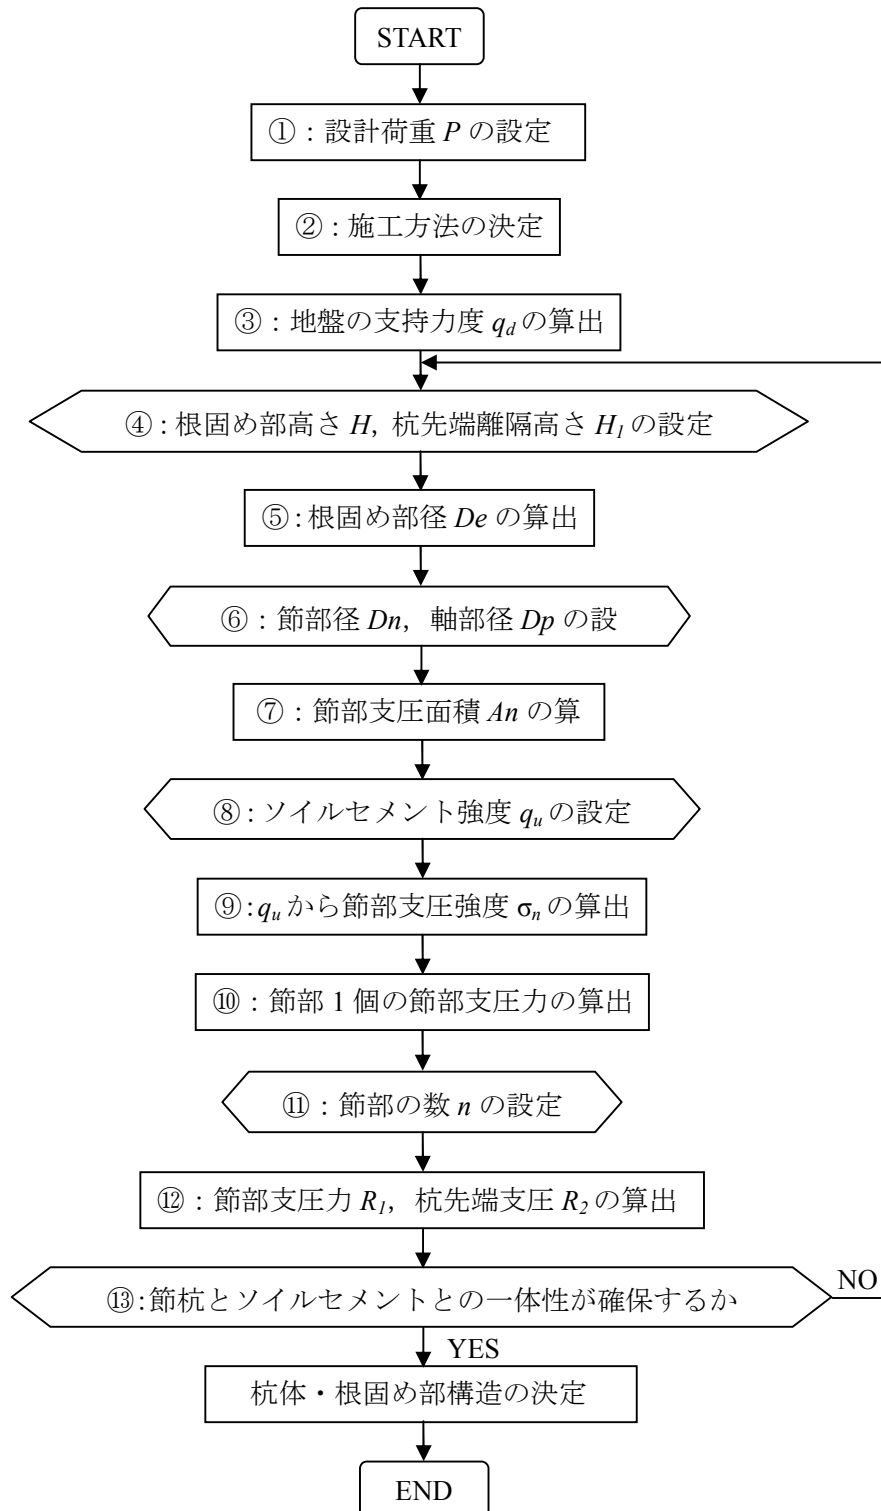 START
①：設計荷重 P の設定
②：施工方法の決定
③：地盤の支持力度 qd の算出
④：根固め部高さ H, 杭先端離隔高さ H1 の設定
⑤：根固め部径 De の算出
⑥：節部径 Dn，軸部径 Dp の設
⑦：節部支圧面積 An の算
⑧：ソイルセメント強度 qu の設定
⑨：qu から節部支圧強度 σn の算出
⑩：節部 1 個の節部支圧力の算出
⑪：節部の数 n の設定
⑫：節部支圧力 R1，杭先端支圧 R2 の算出
⑬：節杭とソイルセメントとの一体性が確保するか
NO
YES
杭体・根固め部構造の決定
END